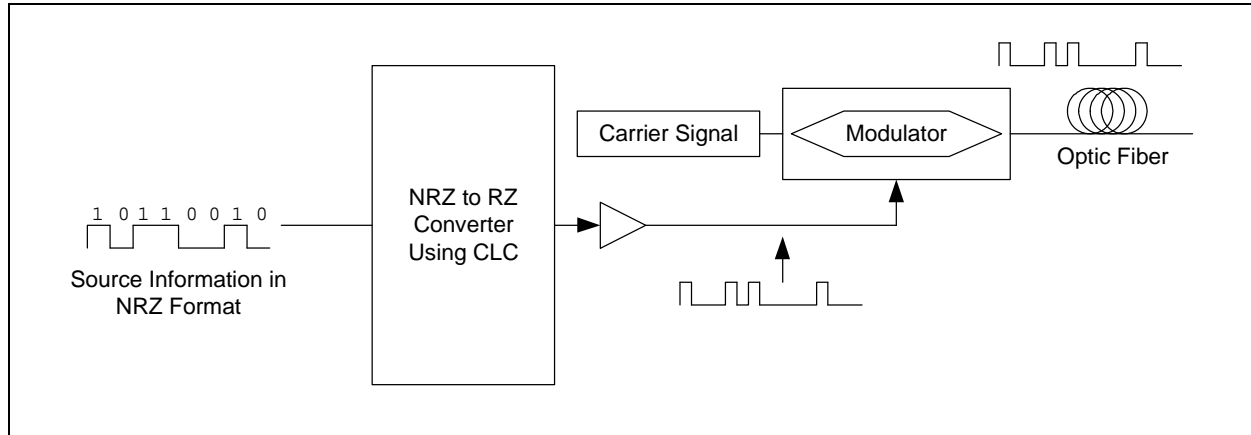 1 0 1 1 0 0 1 0
Source Information in
NRZ Format
NRZ to RZ
Converter
Using CLC
Carrier Signal
Modulator
Optic Fiber